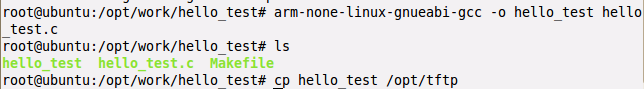 root@ubuntu:/opt/work/hello_test# arm-none-linux-gnueabi-gcc -o hello_test hello
_test.c
root@ubuntu:/opt/work/hello_test# ls
hello_test  hello_test.c  Makefile
root@ubuntu:/opt/work/hello_test# cp hello_test /opt/tftp